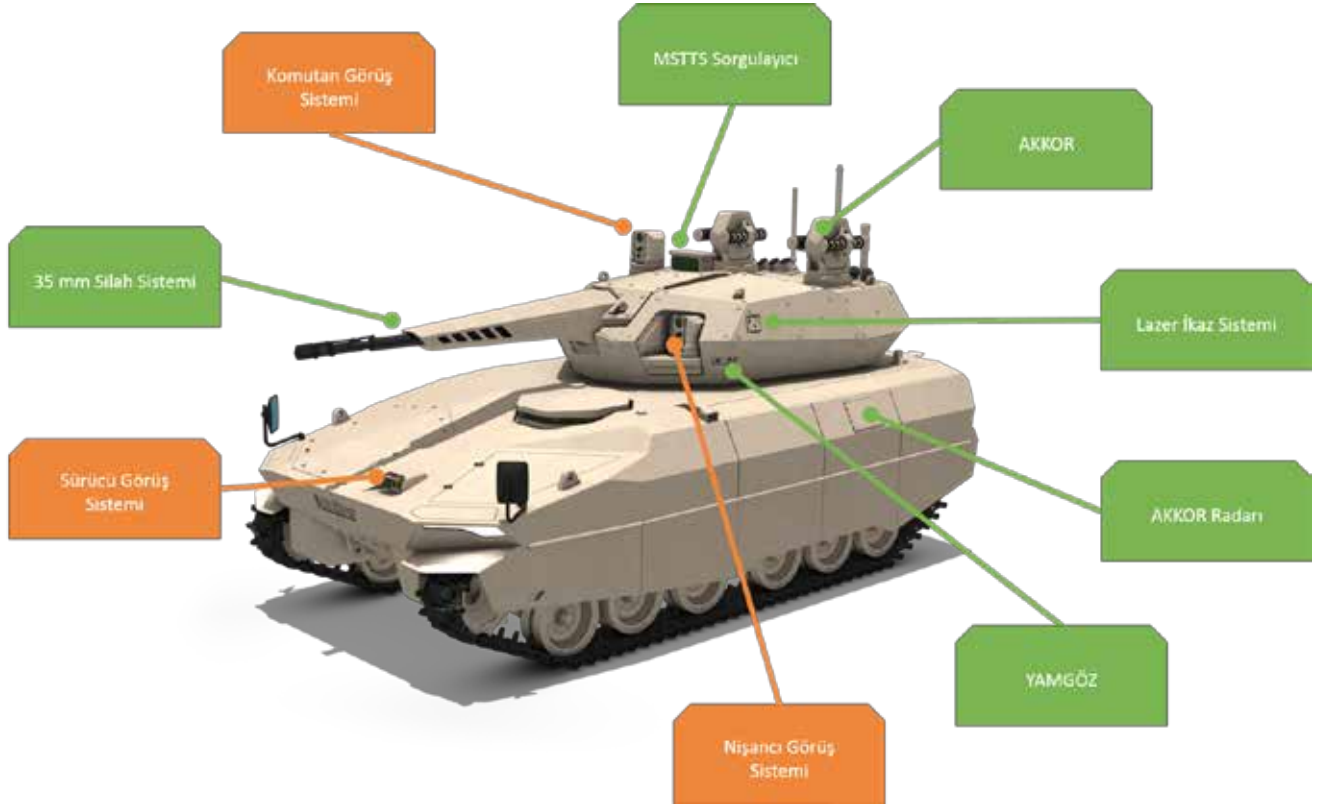 MSTTS Sorgulayıcı
Komutan Görüş
Sistemi
AKKOR
35 mm Silah Sistemi
Lazer İkaz Sistemi
Sürücü Görüş
Sistemi
AKKOR Radarı
YAMGÖZ
Nişancı Görüş
Sistemi